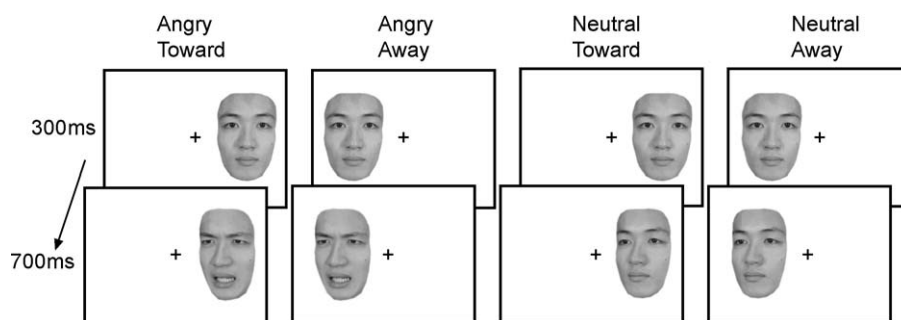 Angry
Toward
Angry
Away
Neutral
Toward
Neutral
Away
300ms
+
+
+
+
700ms
+
+
+
+